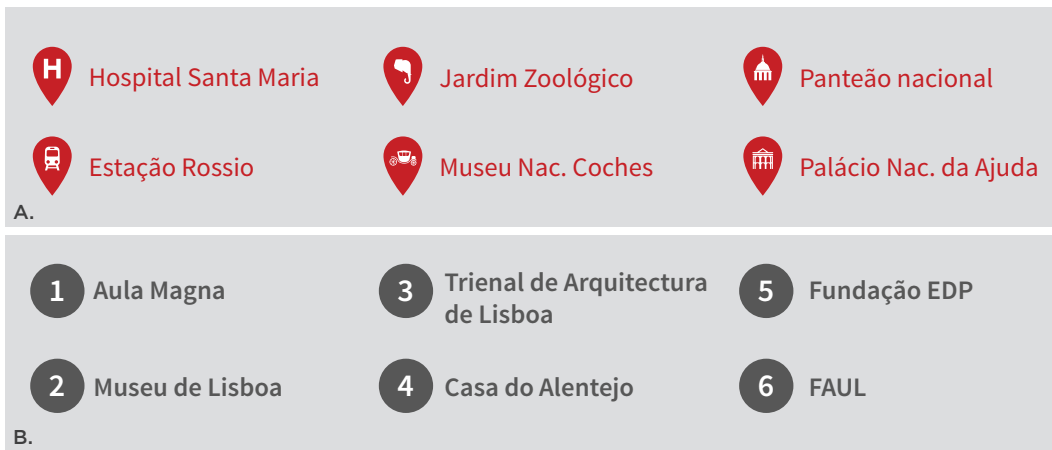 H Hospital Santa Maria
Jardim Zoológico
Panteão nacional
Estação Rossio
Museu Nac. Coches
Palácio Nac. da Ajuda
A.
1 Aula Magna
3 Trienal de Arquitectura
de Lisboa
5 Fundação EDP
2 Museu de Lisboa
4 Casa do Alentejo
6 FAUL
B.